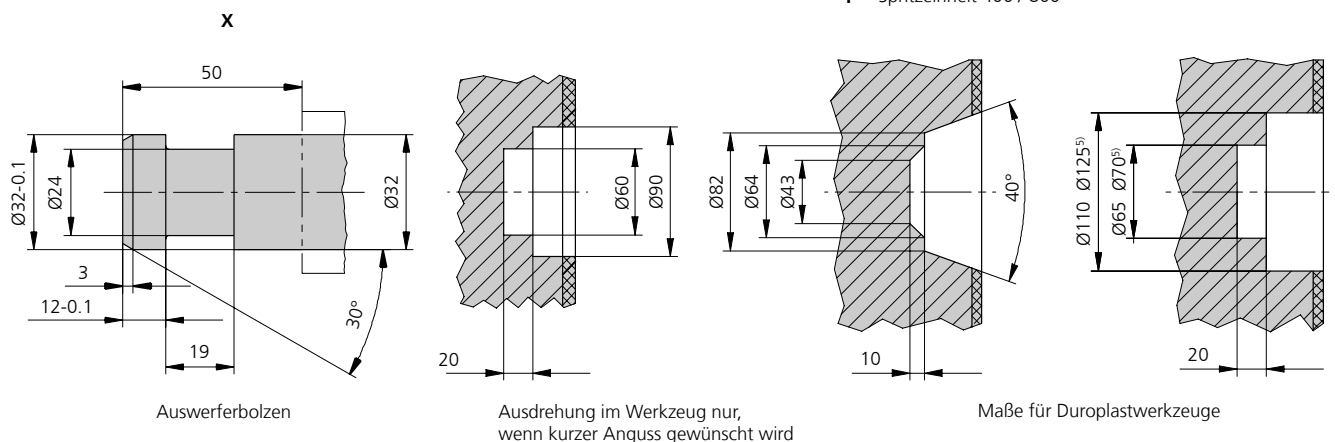 X
50
Ø32-0.1
Ø24
Ø32
3
12-0.1
19
30°
Auswerferbolzen
Ø60
Ø90
20
Ausdrehung im Werkzeug nur,
wenn kurzer Anguss gewünscht wird
Ø82
Ø64
Ø43
40°
10
Ø110 Ø125⁵⁾
Ø65 Ø70⁵⁾
20
Maße für Duroplastwerkzeuge